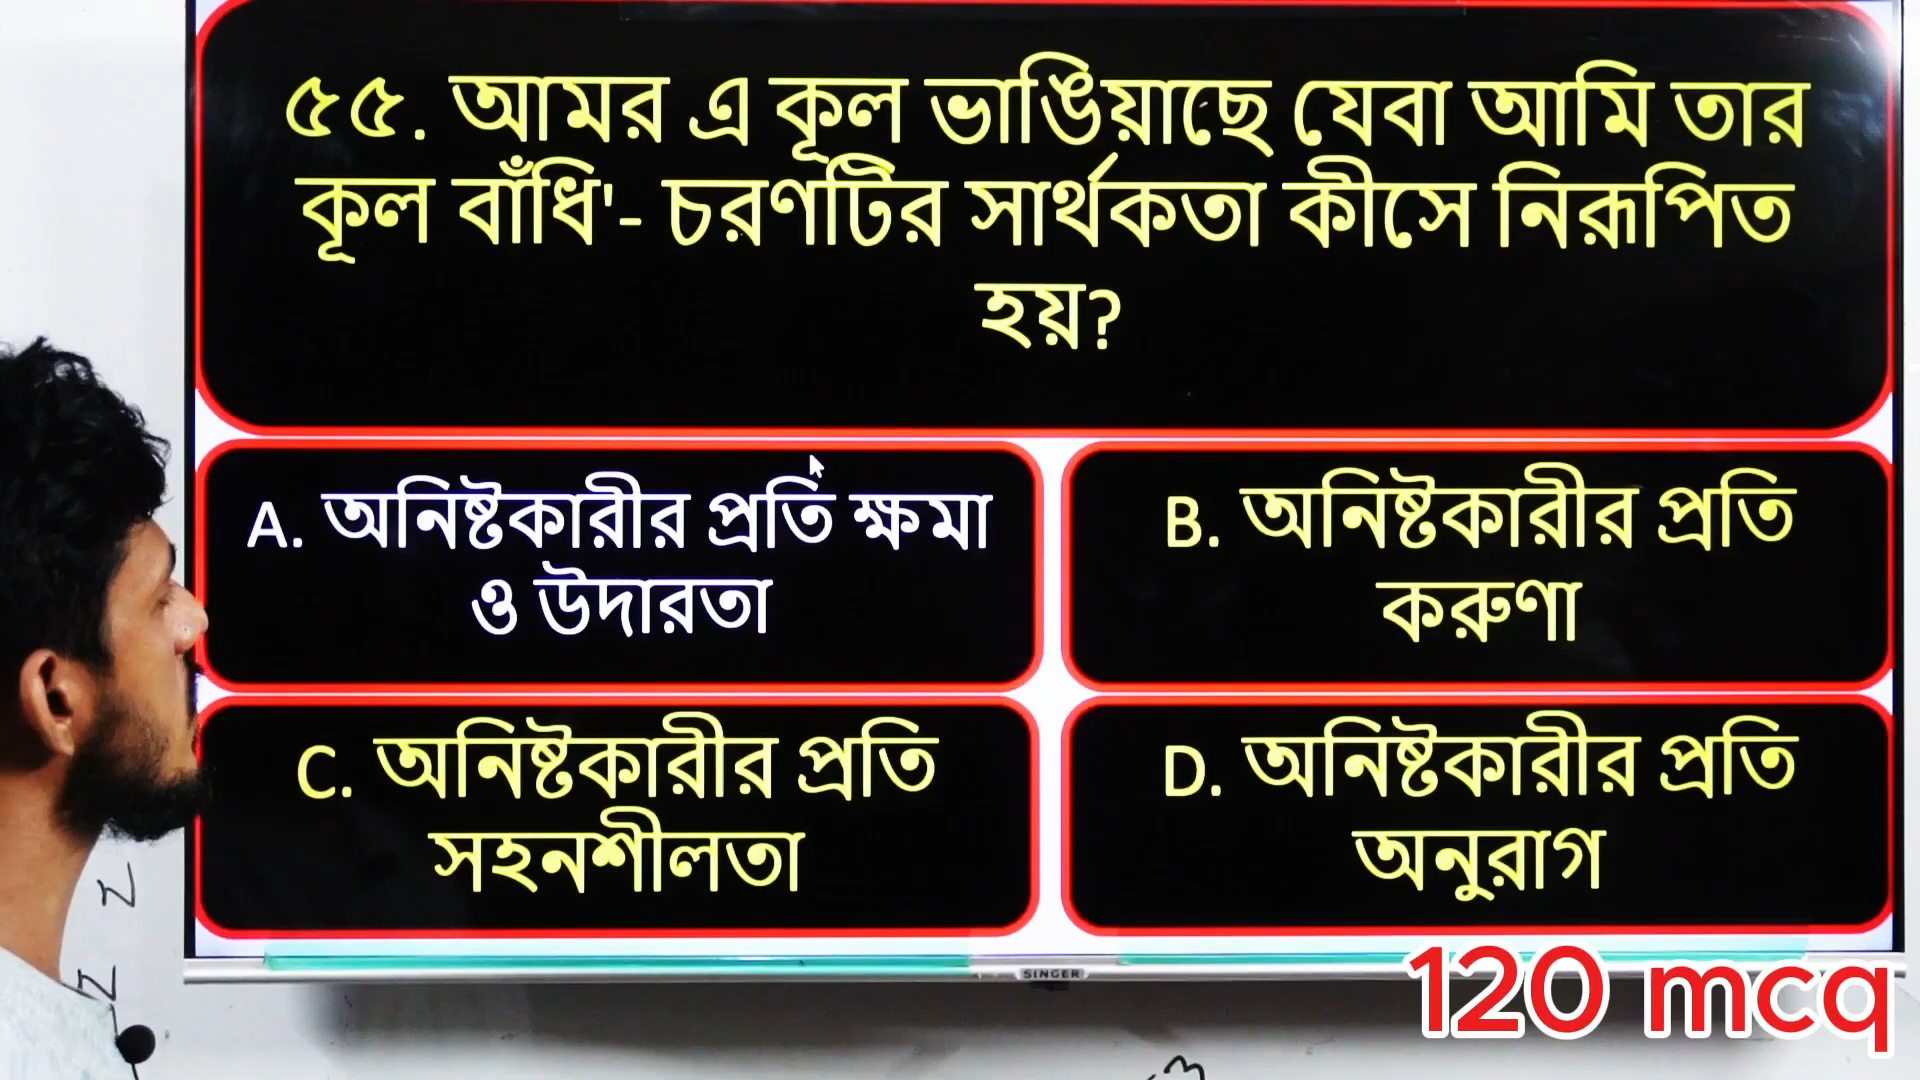 ৫৫. আমর এ কূল ভাঙিয়াছে যেবা আমি তার
কূল বাঁধি'- চরণটির সার্থকতা কীসে নিরূপিত
হয়?
A. অনিষ্টকারীর প্রতি ক্ষমা
ও উদারতা
B. অনিষ্টকারীর প্রতি
করুণা
C. অনিষ্টকারীর প্রতি
সহনশীলতা
D. অনিষ্টকারীর প্রতি
অনুরাগ
SINGER
120 mcq